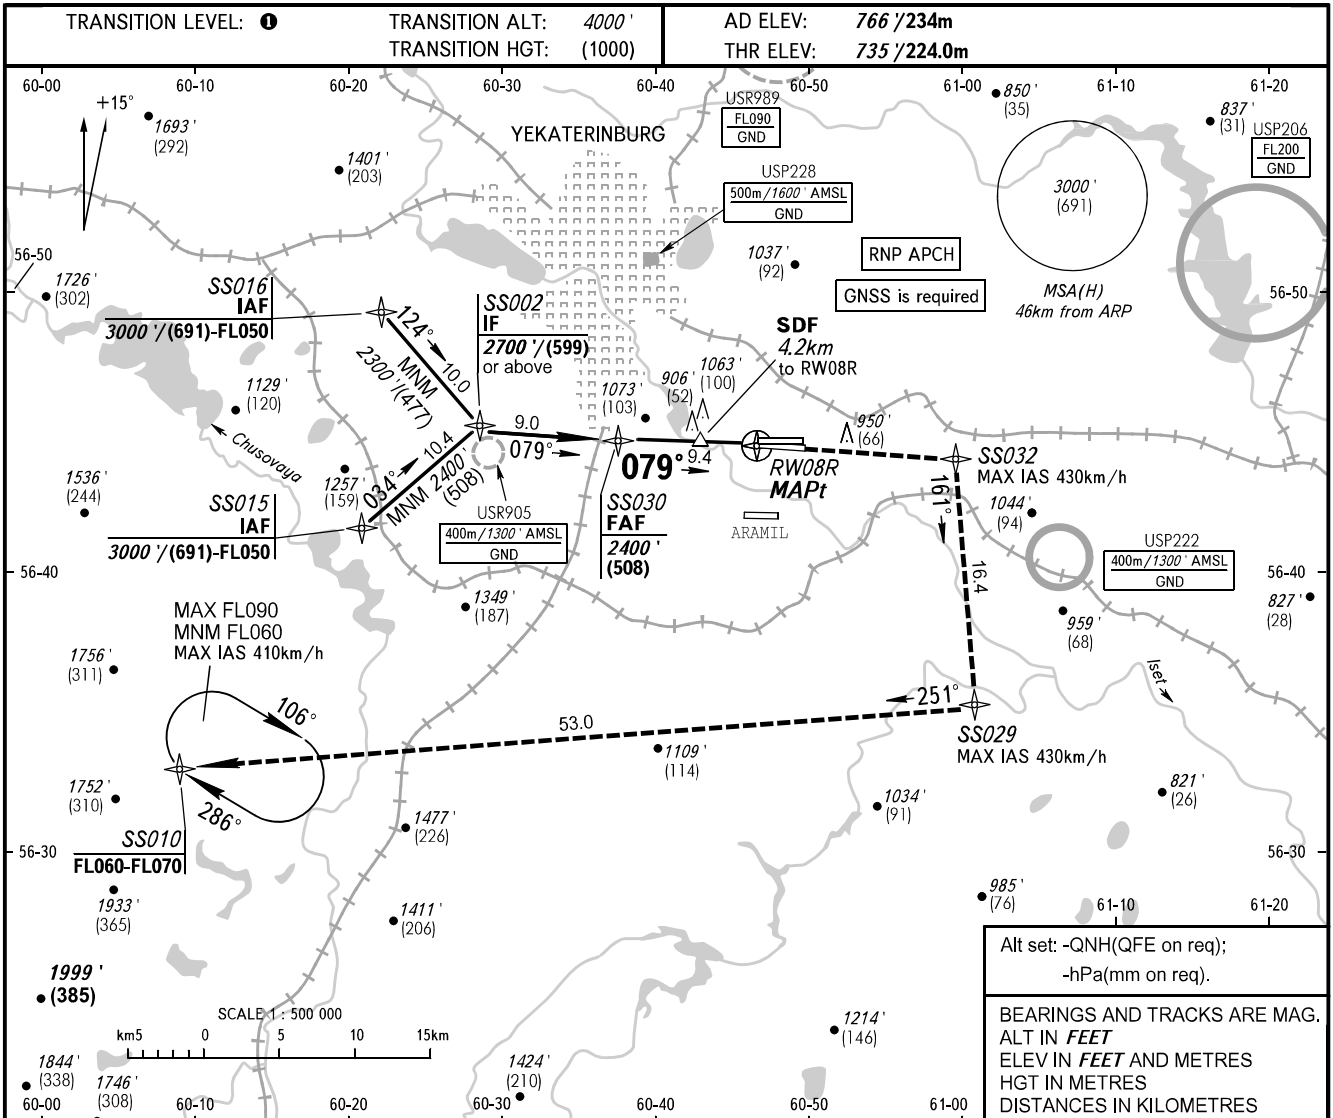 TRANSITION LEVEL: ❶
TRANSITION ALT: 4000'
TRANSITION HGT: (1000)
AD ELEV: 766'/234m
THR ELEV: 735'/224.0m
60-00 60-10 60-20 60-30 60-40 60-50 61-00 61-10 61-20
+15°
1693'
(292)
1401'
(203)
YEKATERINBURG
USR989
FL090
GND
850'
(35)
837'
(31)
USP206
FL200
GND
USP228
500m/1600' AMSL
GND
3000'
(691)
MSA(H)
46km from ARP
56-50
56-50
1726'
(302)
1037'
(92)
RNP APCH
GNSS is required
SS016
IAF
3000'/(691)-FL050
124°
10.0
MNM
2300'/(477)
SS002
IF
2700'/(599)
or above
SDF
4.2km
to RW08R
1063'
(100)
906'
(52)
1073'
(103)
950'
(66)
1129'
(120)
Chusovaya
9.0
079°
079°
9.4
RW08R
MAPt
SS032
MAX IAS 430km/h
1536'
(244)
1257'
(159)
034°
10.4
MNM 2400'
(508)
SS015
IAF
3000'/(691)-FL050
USR905
400m/1300' AMSL
GND
SS030
FAF
2400'
(508)
ARAMIL
161°
16.4
1044'
(94)
USP222
400m/1300' AMSL
GND
56-40
56-40
1349'
(187)
959'
(68)
827'
(28)
MAX FL090
MNM FL060
MAX IAS 410km/h
1756'
(311)
Iset
106°
286°
53.0
251°
SS029
MAX IAS 430km/h
1109'
(114)
1752'
(310)
SS010
FL060-FL070
1477'
(226)
1034'
(91)
821'
(26)
56-30
56-30
1933'
(365)
1411'
(206)
985'
(76)
61-10 61-20
1999'
(385)
SCALE 1 : 500 000
km5 0 5 10 15km
1214'
(146)
1844'
(338)
1746'
(308)
1424'
(210)
60-00 60-10 60-20 60-30 60-40 60-50 61-00
Alt set: -QNH(QFE on req);
-hPa(mm on req).
BEARINGS AND TRACKS ARE MAG.
ALT IN FEET
ELEV IN FEET AND METRES
HGT IN METRES
DISTANCES IN KILOMETRES